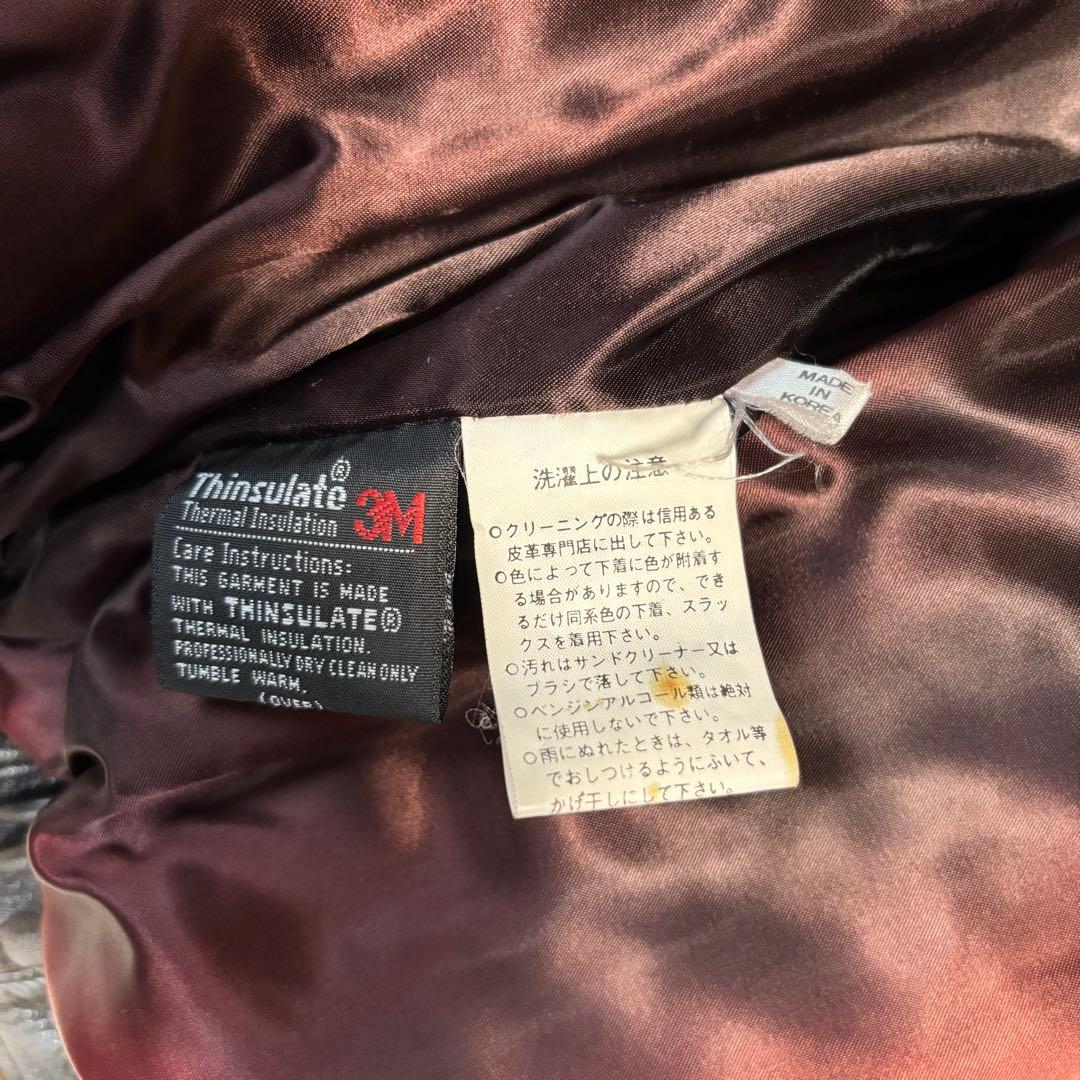 Thinsulate®
Thermal Insulation
3M
Care Instructions:
THIS GARMENT IS MADE
WITH THINSULATE®
THERMAL INSULATION.
PROFESSIONALLY DRY CLEAN ONLY
TUMBLE WARM.
(OVER)
洗濯上の注意
○クリーニングの際は信用ある
皮革専門店に出して下さい。
○色によって下着に色が附着す
る場合がありますので、でき
るだけ同系色の下着、スラッ
クスを着用下さい。
○汚れはサンドクリーナー又は
ブラシで落して下さい。
○ベンジンアルコール類は絶対
に使用しないで下さい。
○雨にぬれたときは、タオル等
でおしつけるようにふいて、
かげ干しにして下さい。
MADE
IN
KOREA